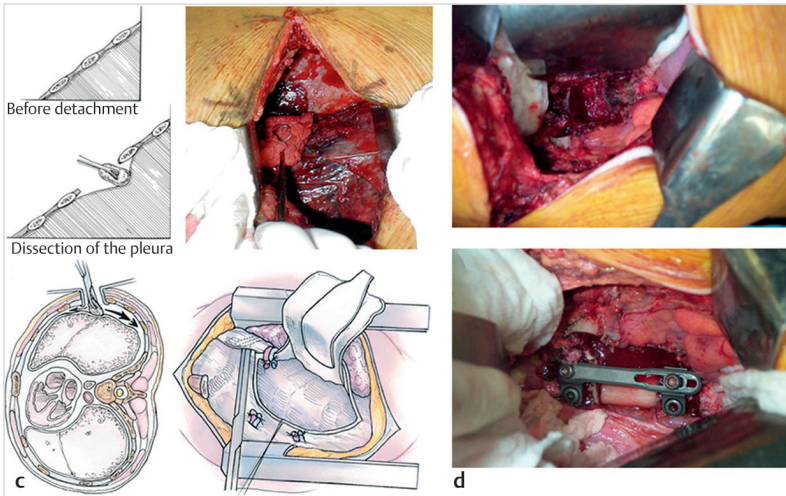 Before detachment
Dissection of the pleura
c
d